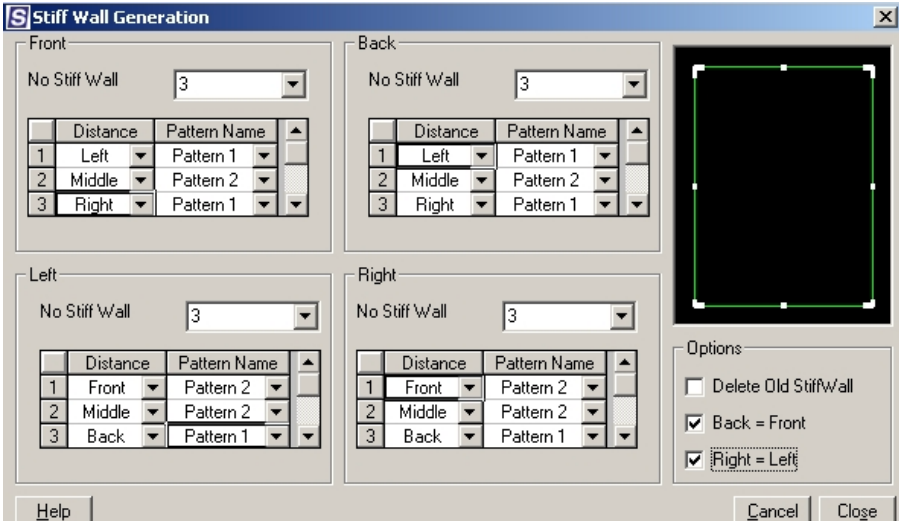 S Stiff Wall Generation
Front
No Stiff Wall 3
Distance Pattern Name
1 Left Pattern 1
2 Middle Pattern 2
3 Right Pattern 1
Back
No Stiff Wall 3
Distance Pattern Name
1 Left Pattern 1
2 Middle Pattern 2
3 Right Pattern 1
Left
No Stiff Wall 3
Distance Pattern Name
1 Front Pattern 2
2 Middle Pattern 2
3 Back Pattern 1
Right
No Stiff Wall 3
Distance Pattern Name
1 Front Pattern 2
2 Middle Pattern 2
3 Back Pattern 1
Options
Delete Old StiffWall
Back = Front
Right = Left
Help
Cancel
Close